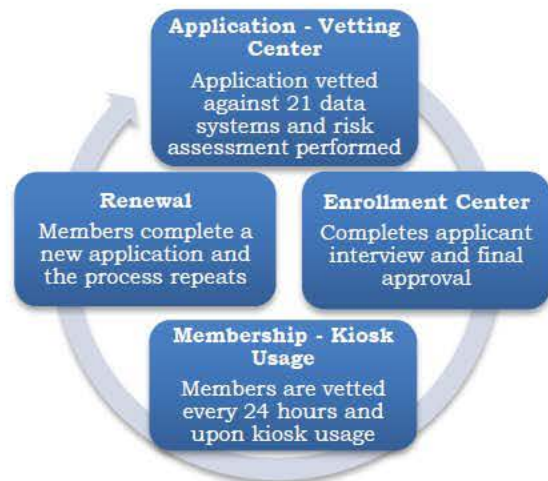 Application - Vetting
Center
Application vetted
against 21 data
systems and risk
assessment performed
Enrollment Center
Completes applicant
interview and final
approval
Membership - Kiosk
Usage
Members are vetted
every 24 hours and
upon kiosk usage
Renewal
Members complete a
new application and
the process repeats